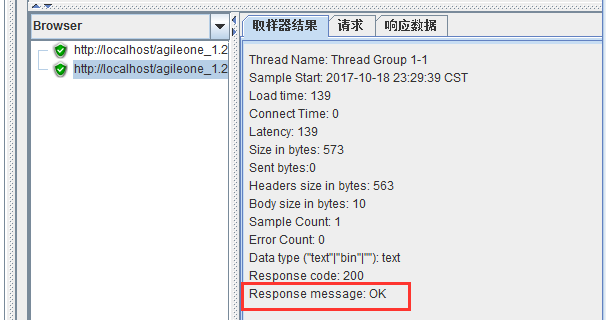 Browser
http://localhost/agileone_1.2
http://localhost/agileone_1.2
取样器结果 请求 响应数据
Thread Name: Thread Group 1-1
Sample Start: 2017-10-18 23:29:39 CST
Load time: 139
Connect Time: 0
Latency: 139
Size in bytes: 573
Sent bytes:0
Headers size in bytes: 563
Body size in bytes: 10
Sample Count: 1
Error Count: 0
Data type ("text"|"bin"|""): text
Response code: 200
Response message: OK